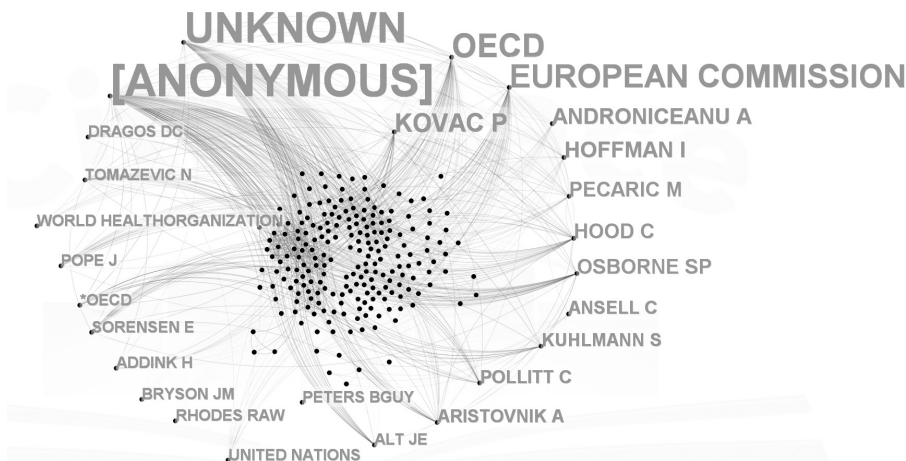 UNKNOWN
OECD
[ANONYMOUS]
EUROPEAN COMMISSION
KOVAC P
ANDRONICEANU A
DRAGOS DC
HOFFMAN I
TOMAZEVIC N
PECARIC M
WORLD HEALTHORGANIZATION
HOOD C
POPE J
OSBORNE SP
*OECD
ANSELL C
SORENSEN E
KUHLMANN S
ADDINK H
POLLITT C
BRYSON JM
PETERS BGUY
RHODES RAW
ARISTOVNIK A
ALT JE
UNITED NATIONS